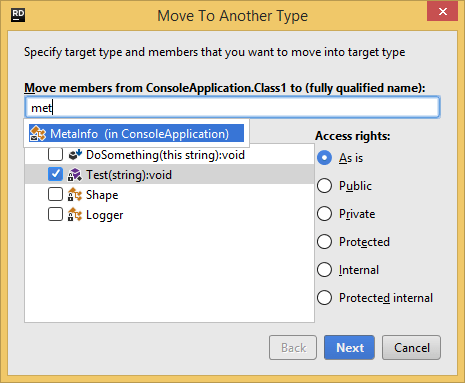 RD
Move To Another Type
Specify target type and members that you want to move into target type
Move members from ConsoleApplication.Class1 to (fully qualified name):
met
MetaInfo (in ConsoleApplication)
DoSomething(this string):void
Test(string):void
Shape
Logger
Access rights:
As is
Public
Private
Protected
Internal
Protected internal
Back
Next
Cancel